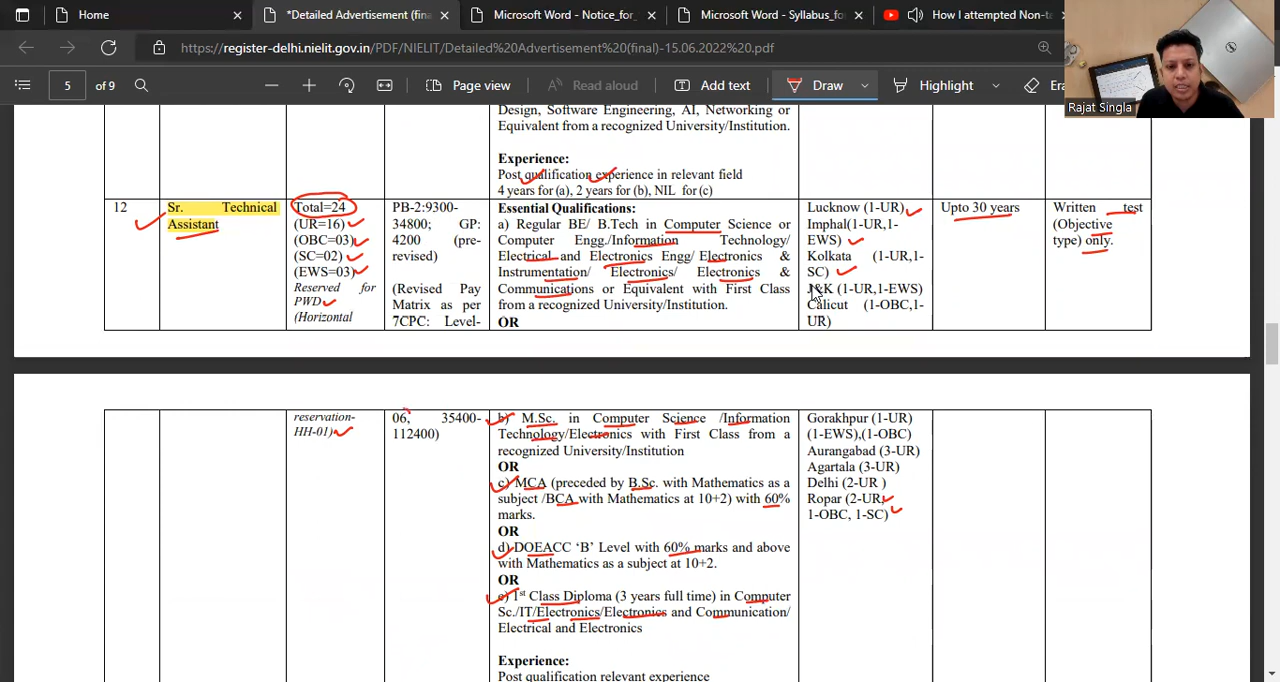 Home
*Detailed Advertisement (fina
Microsoft Word - Notice_for_
Microsoft Word - Syllabus_for
How I attempted Non-te
https://register-delhi.nielit.gov.in/PDF/NIELIT/Detailed%20Advertisement%20(final)-15.06.2022%20.pdf
5 of 9
Page view
Read aloud
Add text
Draw
Highlight
Era
Rajat Singla
Design, Software Engineering, AI, Networking or
Equivalent from a recognized University/Institution.
Experience:
Post qualification experience in relevant field
4 years for (a), 2 years for (b), NIL for (c)
12
Sr. Technical
Assistant
Total=24
(UR=16)
(OBC=03)
(SC=02)
(EWS=03)
Reserved for
PWD
(Horizontal
PB-2:9300-
34800; GP:
4200 (pre-
revised)
(Revised Pay
Matrix as per
7CPC: Level-
Essential Qualifications:
a) Regular BE/ B.Tech in Computer Science or
Computer Engg./Information Technology/
Electrical and Electronics Engg/ Electronics &
Instrumentation/ Electronics/ Electronics &
Communications or Equivalent with First Class
from a recognized University/Institution.
OR
Lucknow (1-UR)
Imphal(1-UR,1-
EWS)
Kolkata (1-UR,1-
SC)
J&K (1-UR,1-EWS)
Calicut (1-OBC,1-
UR)
Upto 30 years
Written test
(Objective
type) only.
reservation-
HH-01)
06, 35400-
112400)
b) M.Sc. in Computer Science /Information
Technology/Electronics with First Class from a
recognized University/Institution
OR
c) MCA (preceded by B.Sc. with Mathematics as a
subject /BCA with Mathematics at 10+2) with 60%
marks.
OR
d) DOEACC ‘B’ Level with 60% marks and above
with Mathematics as a subject at 10+2.
OR
e) 1st Class Diploma (3 years full time) in Computer
Sc./IT/Electronics/Electronics and Communication/
Electrical and Electronics
Experience:
Post qualification relevant experience
Gorakhpur (1-UR)
(1-EWS),(1-OBC)
Aurangabad (3-UR)
Agartala (3-UR)
Delhi (2-UR )
Ropar (2-UR,
1-OBC, 1-SC)